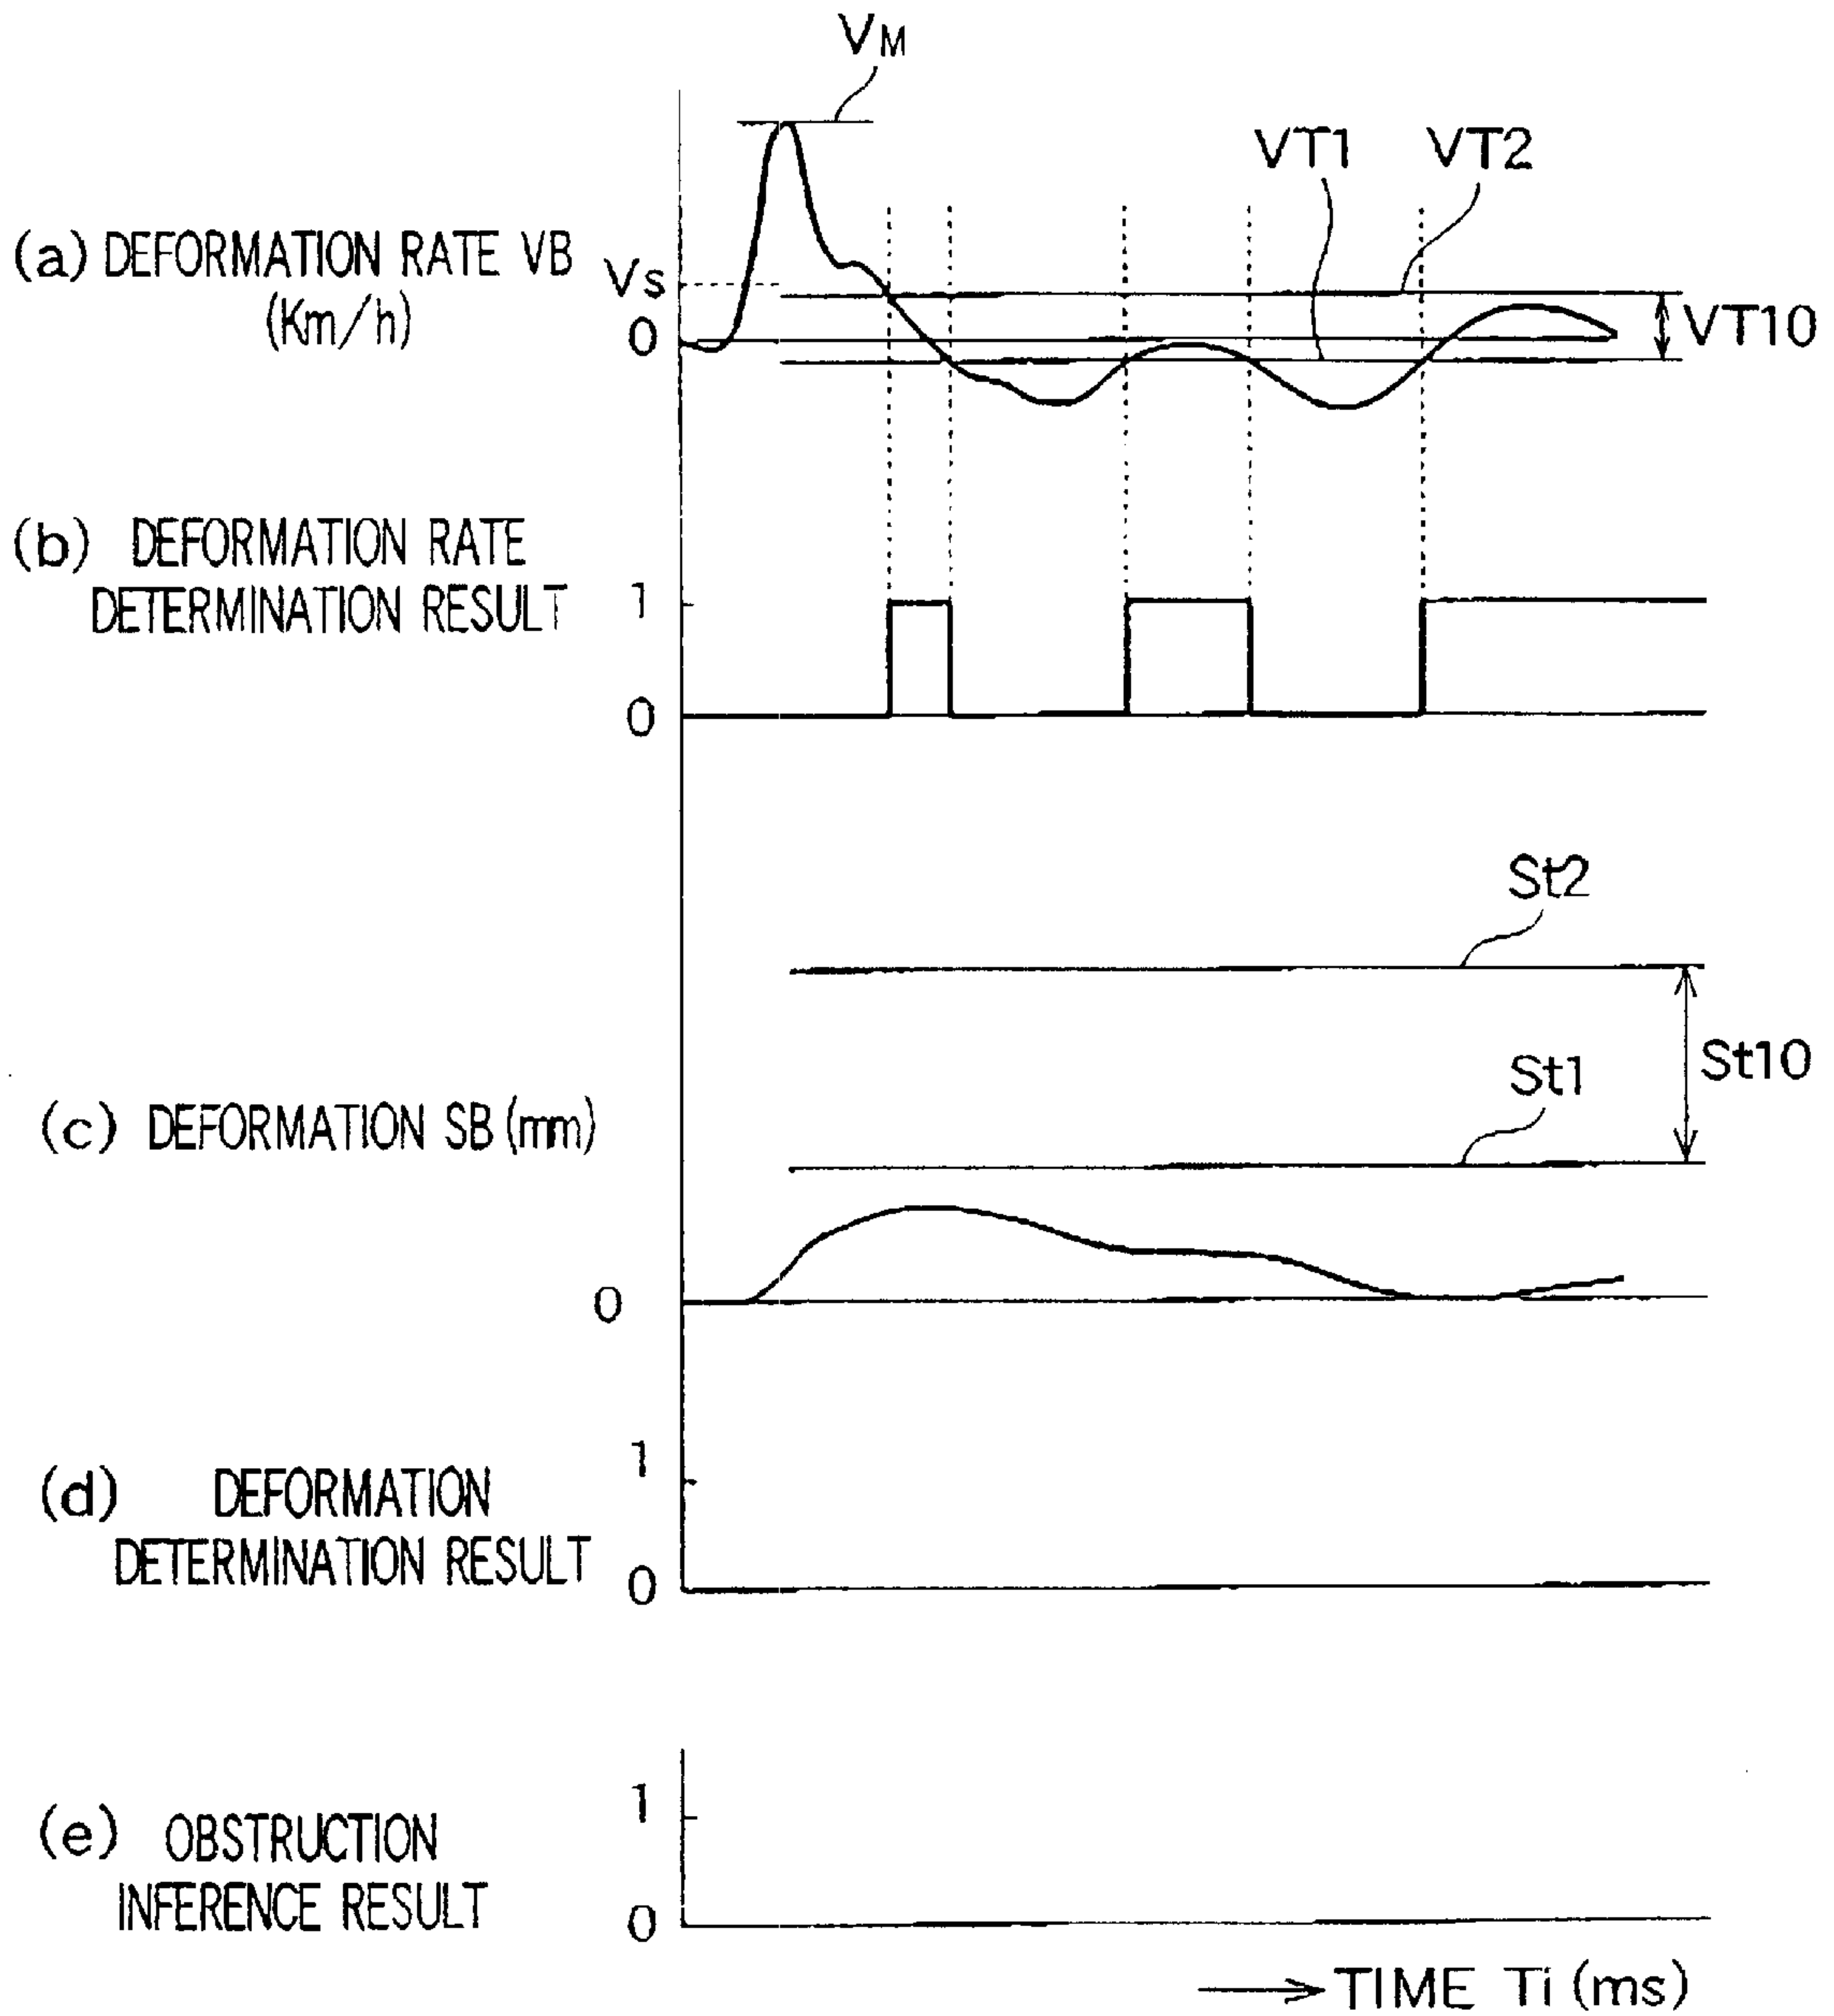 VM
VT1 VT2
(a) DEFORMATION RATE VB
(Km/h)
Vs
0
VT10
(b) DEFORMATION RATE
DETERMINATION RESULT
1
0
St2
St10
St1
(c) DEFORMATION SB (mm)
0
(d) DEFORMATION
DETERMINATION RESULT
1
0
(e) OBSTRUCTION
INFERENCE RESULT
1
0
TIME Ti (ms)